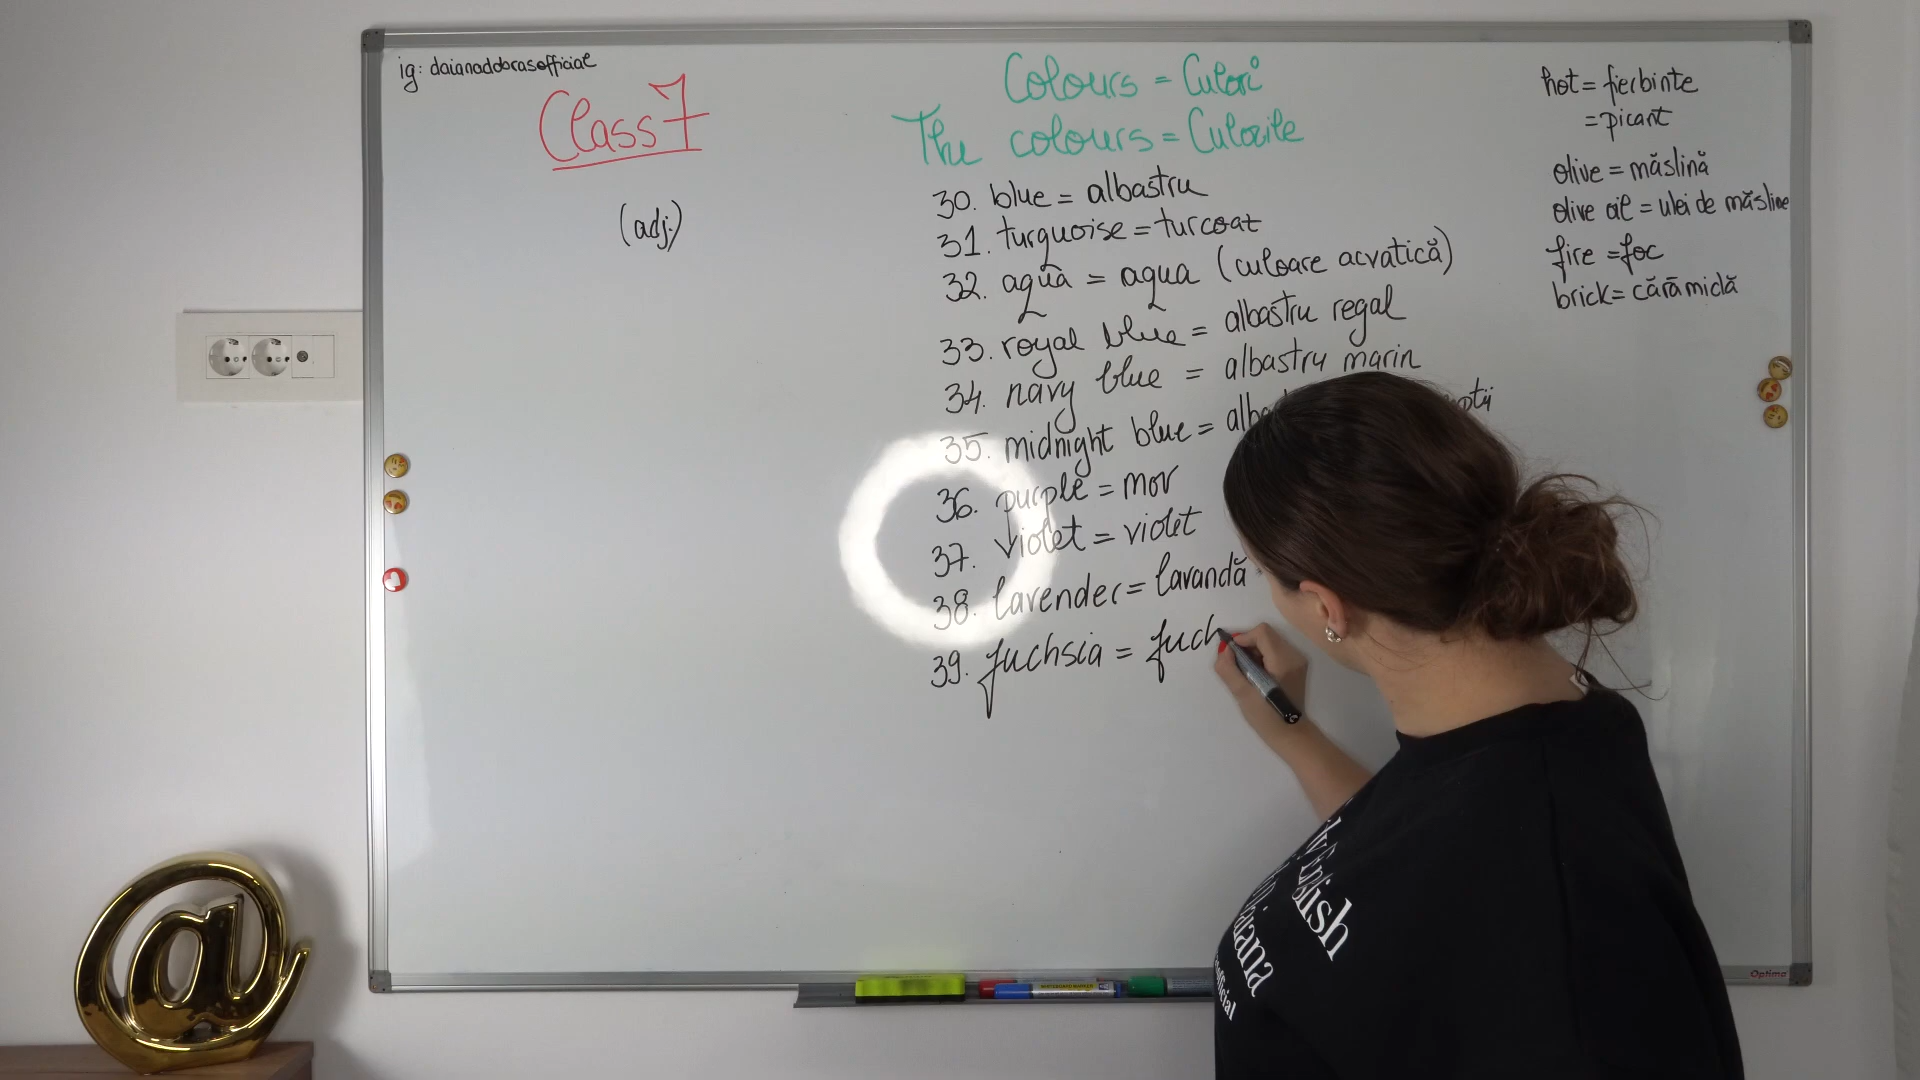 ig: daianaddobrasofficial
Class 7
(adj.)
Colours = Culori
The colours = Culorile
30. blue = albastru
31. turquoise = turcoat
32. aqua = aqua (culoare acvatică)
33. royal blue = albastru regal
34. navy blue = albastru marin
35. midnight blue =
36. purple = mov
37. violet = violet
38. lavender = lavandă
39. fuchsia = fuch
hot = fierbinte
= picant
olive = măslină
olive oil = ulei de măsline
fire = foc
brick = cărămidă
Optima
English